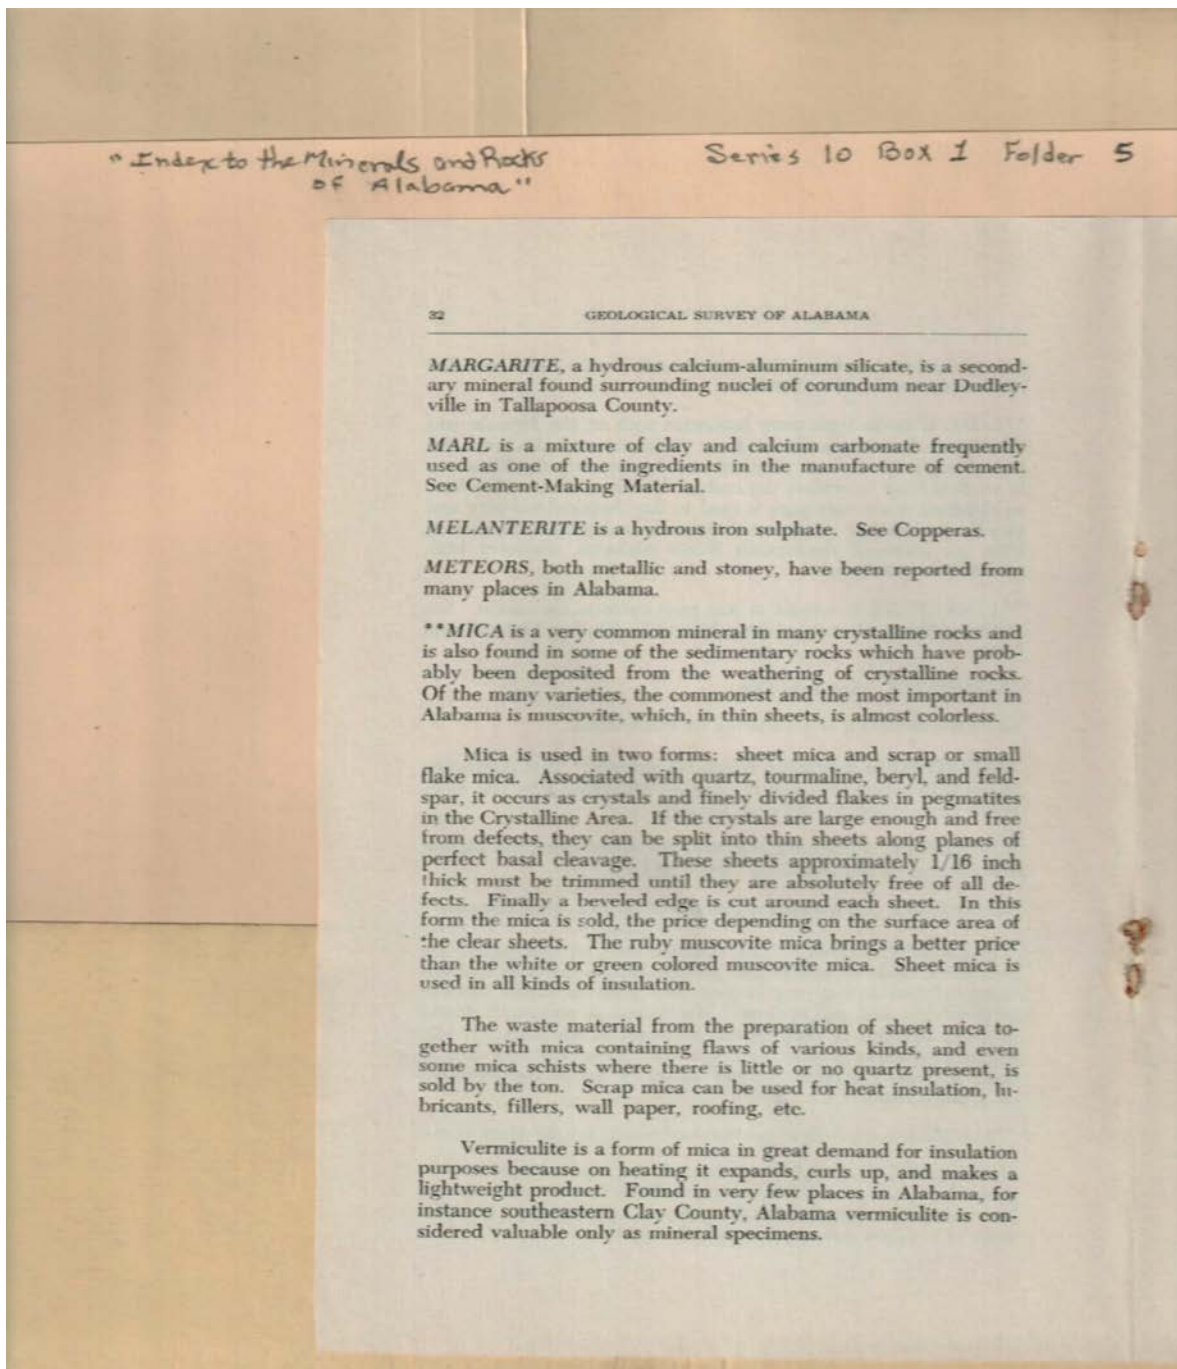 "Index to the Minerals and Rocks
of Alabama"
Series 10 Box 1 Folder 5
32 GEOLOGICAL SURVEY OF ALABAMA
MARGARITE, a hydrous calcium-aluminum silicate, is a second-
ary mineral found surrounding nuclei of corundum near Dudley-
ville in Tallapoosa County.
MARL is a mixture of clay and calcium carbonate frequently
used as one of the ingredients in the manufacture of cement.
See Cement-Making Material.
MELANTERITE is a hydrous iron sulphate. See Copperas.
METEORS, both metallic and stoney, have been reported from
many places in Alabama.
**MICA is a very common mineral in many crystalline rocks and
is also found in some of the sedimentary rocks which have prob-
ably been deposited from the weathering of crystalline rocks.
Of the many varieties, the commonest and the most important in
Alabama is muscovite, which, in thin sheets, is almost colorless.
Mica is used in two forms: sheet mica and scrap or small
flake mica. Associated with quartz, tourmaline, beryl, and feld-
spar, it occurs as crystals and finely divided flakes in pegmatites
in the Crystalline Area. If the crystals are large enough and free
from defects, they can be split into thin sheets along planes of
perfect basal cleavage. These sheets approximately 1/16 inch
thick must be trimmed until they are absolutely free of all de-
fects. Finally a beveled edge is cut around each sheet. In this
form the mica is sold, the price depending on the surface area of
the clear sheets. The ruby muscovite mica brings a better price
than the white or green colored muscovite mica. Sheet mica is
used in all kinds of insulation.
The waste material from the preparation of sheet mica to-
gether with mica containing flaws of various kinds, and even
some mica schists where there is little or no quartz present, is
sold by the ton. Scrap mica can be used for heat insulation, lu-
bricants, fillers, wall paper, roofing, etc.
Vermiculite is a form of mica in great demand for insulation
purposes because on heating it expands, curls up, and makes a
lightweight product. Found in very few places in Alabama, for
instance southeastern Clay County, Alabama vermiculite is con-
sidered valuable only as mineral specimens.